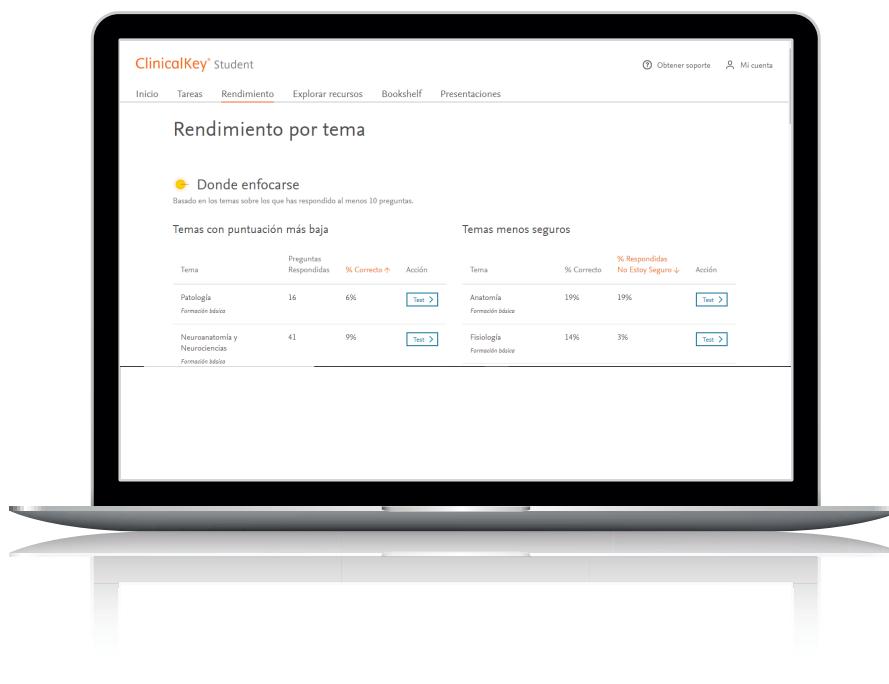 ClinicalKey® Student
Obtener soporte Mi cuenta
Inicio Tareas Rendimiento Explorar recursos Bookshelf Presentaciones
Rendimiento por tema
Donde enfocarse
Basado en los temas sobre los que has respondido al menos 10 preguntas.
Temas con puntuación más baja
Tema Preguntas Respondidas % Correcto ↑ Acción
Patología 16 6% Test >
Formación básica
Neuroanatomía y 41 9% Test >
Neurociencias
Formación básica
Temas menos seguros
Tema % Correcto % Respondidas No Estoy Seguro ↓ Acción
Anatomía 19% 19% Test >
Formación básica
Fisiología 14% 3% Test >
Formación básica